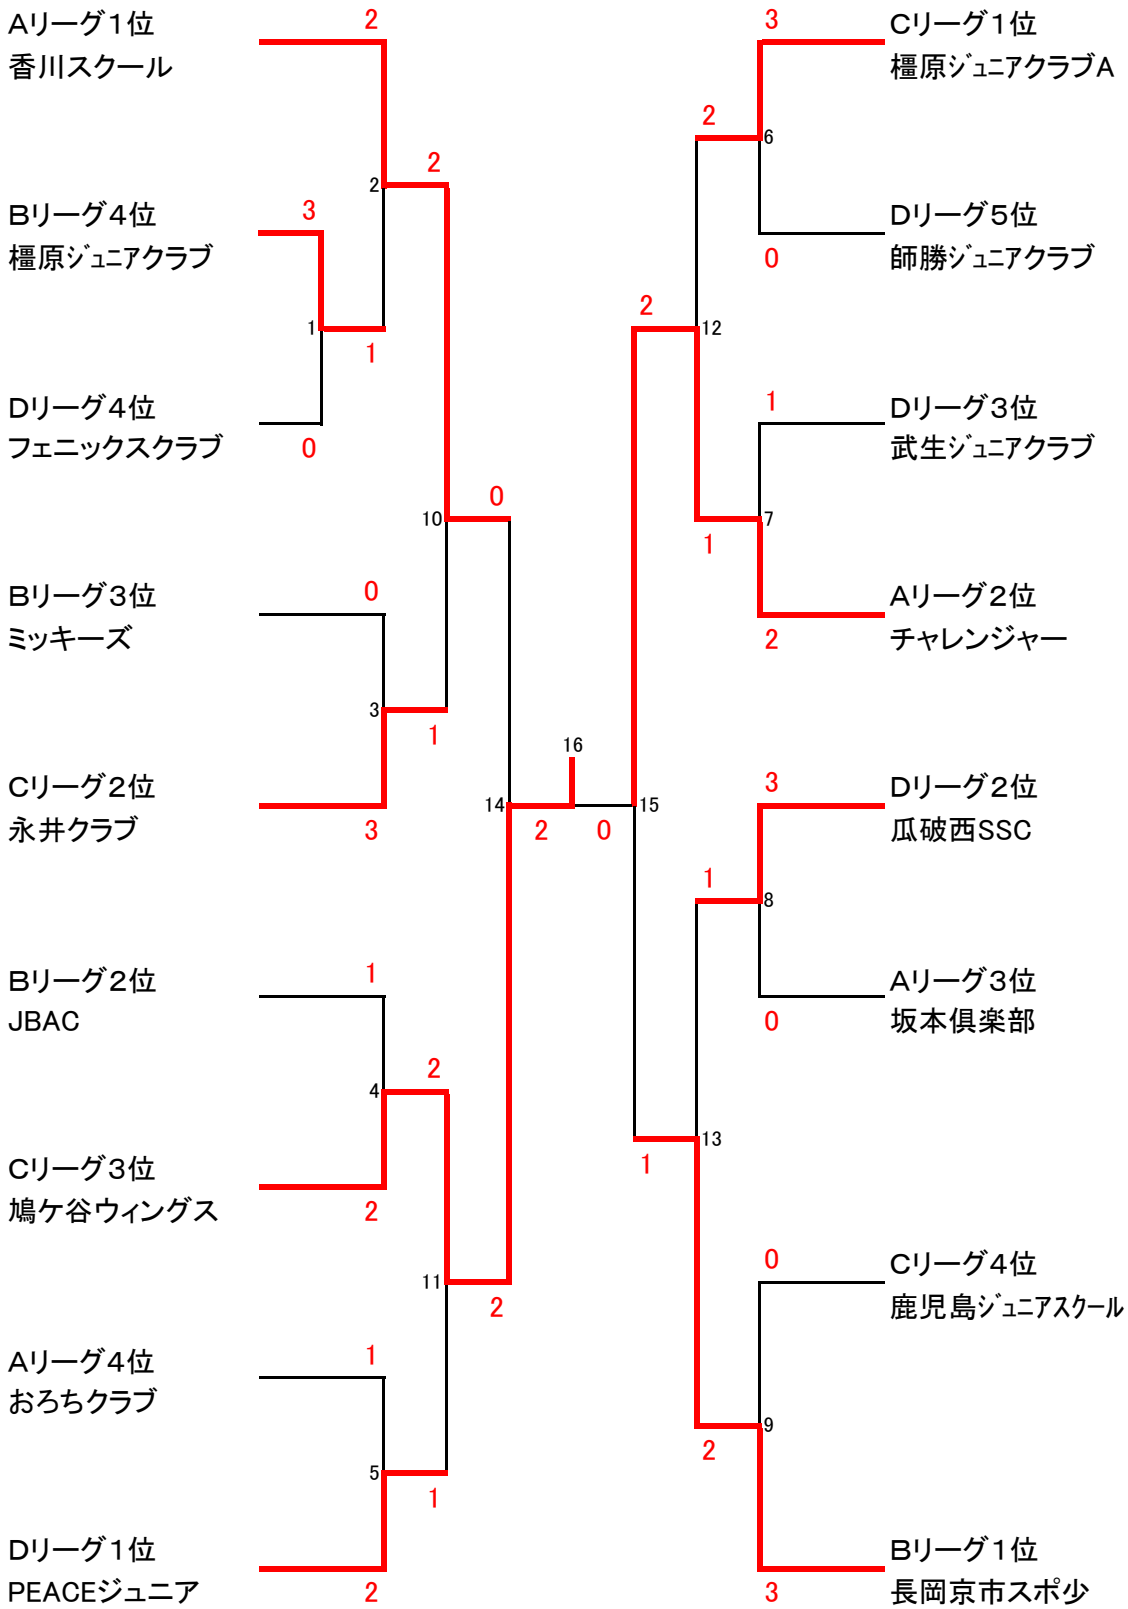 Aリーグ１位
香川スクール
2
Bリーグ４位
橿原ｼﾞｭﾆｱクラブ
3
2
2
1
1
Dリーグ４位
フェニックスクラブ
0
10
0
Bリーグ３位
ミッキーズ
0
3
1
Cリーグ２位
永井クラブ
3
14
2
16
0
15
Bリーグ２位
JBAC
1
4
2
Cリーグ３位
鳩ケ谷ウィングス
2
11
2
Aリーグ４位
おろちクラブ
1
5
1
Dリーグ１位
PEACEジュニア
2
3
Cリーグ１位
橿原ｼﾞｭﾆｱクラブA
2
6
Dリーグ５位
師勝ｼﾞｭﾆｱクラブ
0
2
12
1
Dリーグ３位
武生ｼﾞｭﾆｱクラブ
1
7
Aリーグ２位
チャレンジャー
2
3
Dリーグ２位
瓜破西SSC
1
8
Aリーグ３位
坂本倶楽部
0
1
13
0
Cリーグ４位
鹿児島ｼﾞｭﾆｱｽｸｰﾙ
2
9
Bリーグ１位
長岡京市スポ少
3